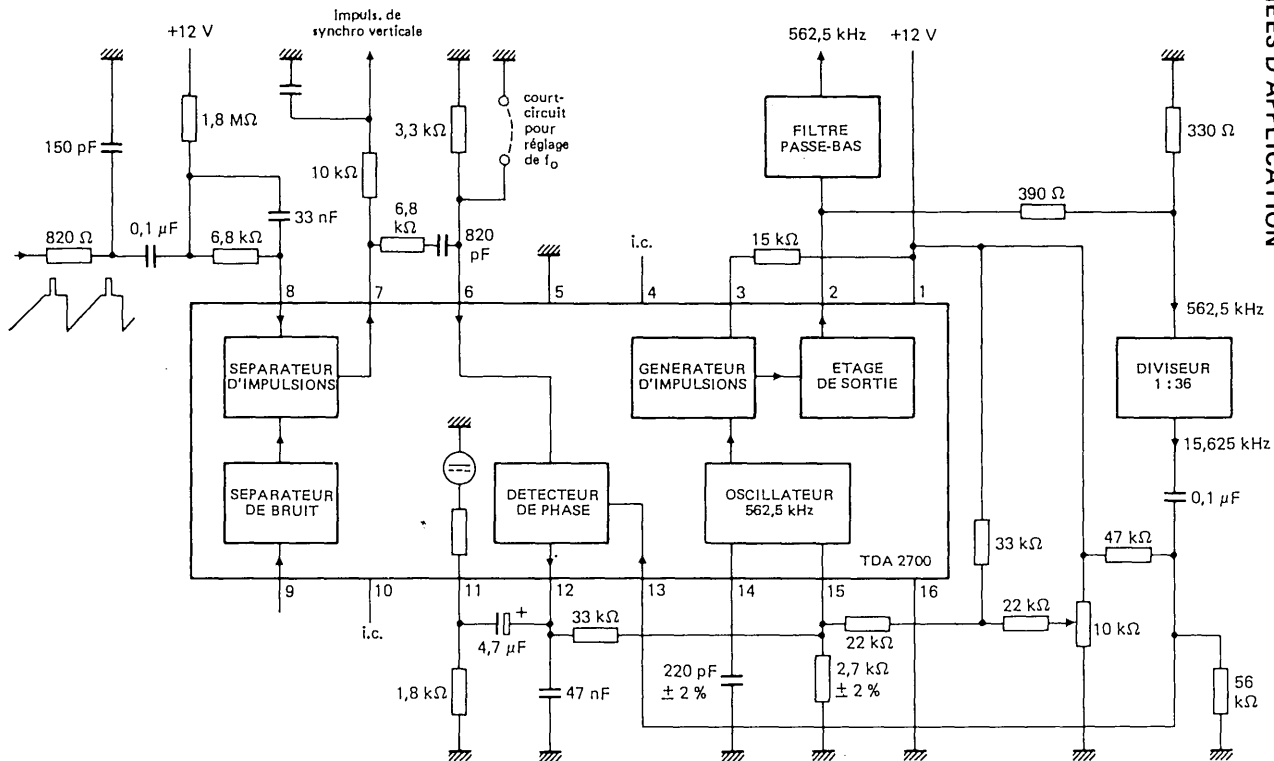 NEES D'APPLICATION
impuls. de
synchro verticale
+12 V
562,5 kHz
+12 V
court-
circuit
pour
réglage
de f₀
1,8 MΩ
3,3 kΩ
FILTRE
PASSE-BAS
330 Ω
150 pF
10 kΩ
390 Ω
33 nF
6,8
kΩ
820
pF
820 Ω
0,1 µF
6,8 kΩ
i.c.
15 kΩ
8 7 6 5 4 3 2 1
562,5 kHz
SEPARATEUR
D'IMPULSIONS
GENERATEUR
D'IMPULSIONS
ETAGE
DE SORTIE
DIVISEUR
1 : 36
15,625 kHz
SEPARATEUR
DE BRUIT
DETECTEUR
DE PHASE
OSCILLATEUR
562,5 kHz
0,1 µF
TDA 2700
33 kΩ
47 kΩ
9 10 11 12 13 14 15 16
i.c.
+
4,7 µF
33 kΩ
22 kΩ
22 kΩ
10 kΩ
1,8 kΩ
47 nF
220 pF
± 2 %
2,7 kΩ
± 2 %
56
kΩ